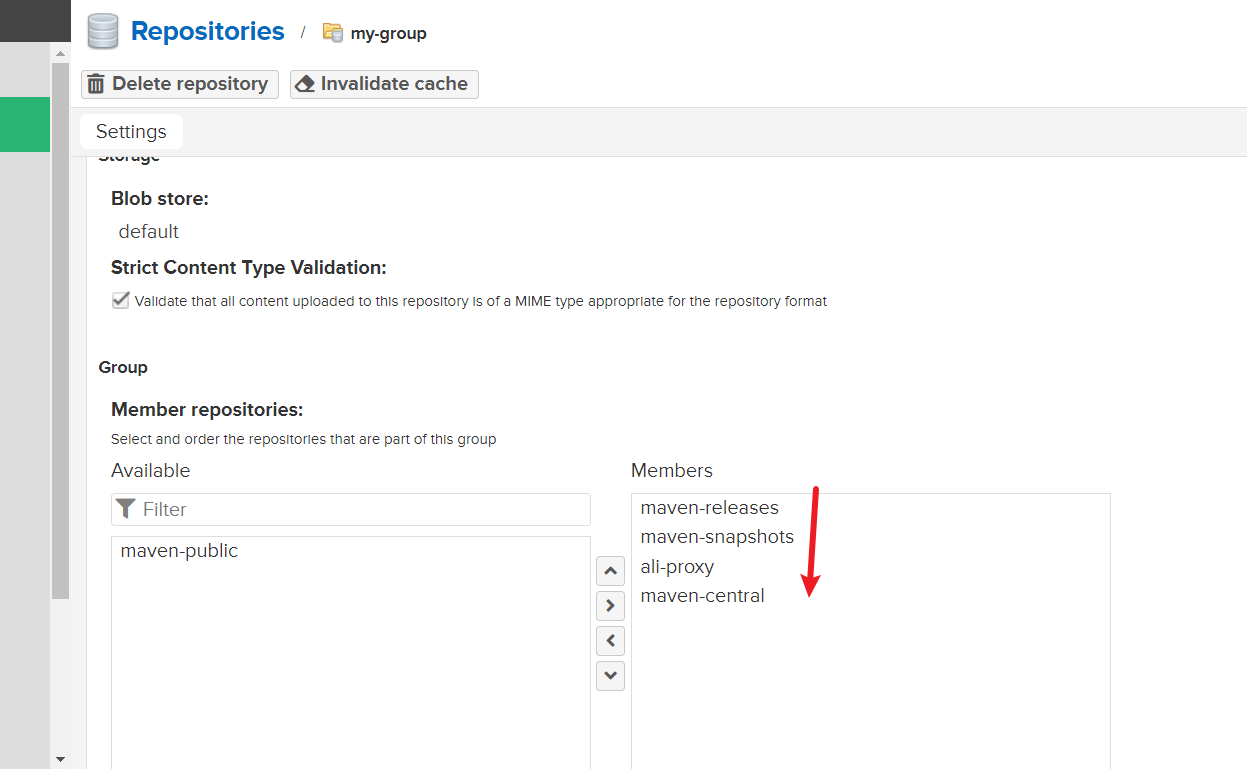 Repositories / my-group
Delete repository Invalidate cache
Settings
Storage
Blob store:
default
Strict Content Type Validation:
Validate that all content uploaded to this repository is of a MIME type appropriate for the repository format
Group
Member repositories:
Select and order the repositories that are part of this group
Available
Filter
maven-public
Members
maven-releases
maven-snapshots
ali-proxy
maven-central